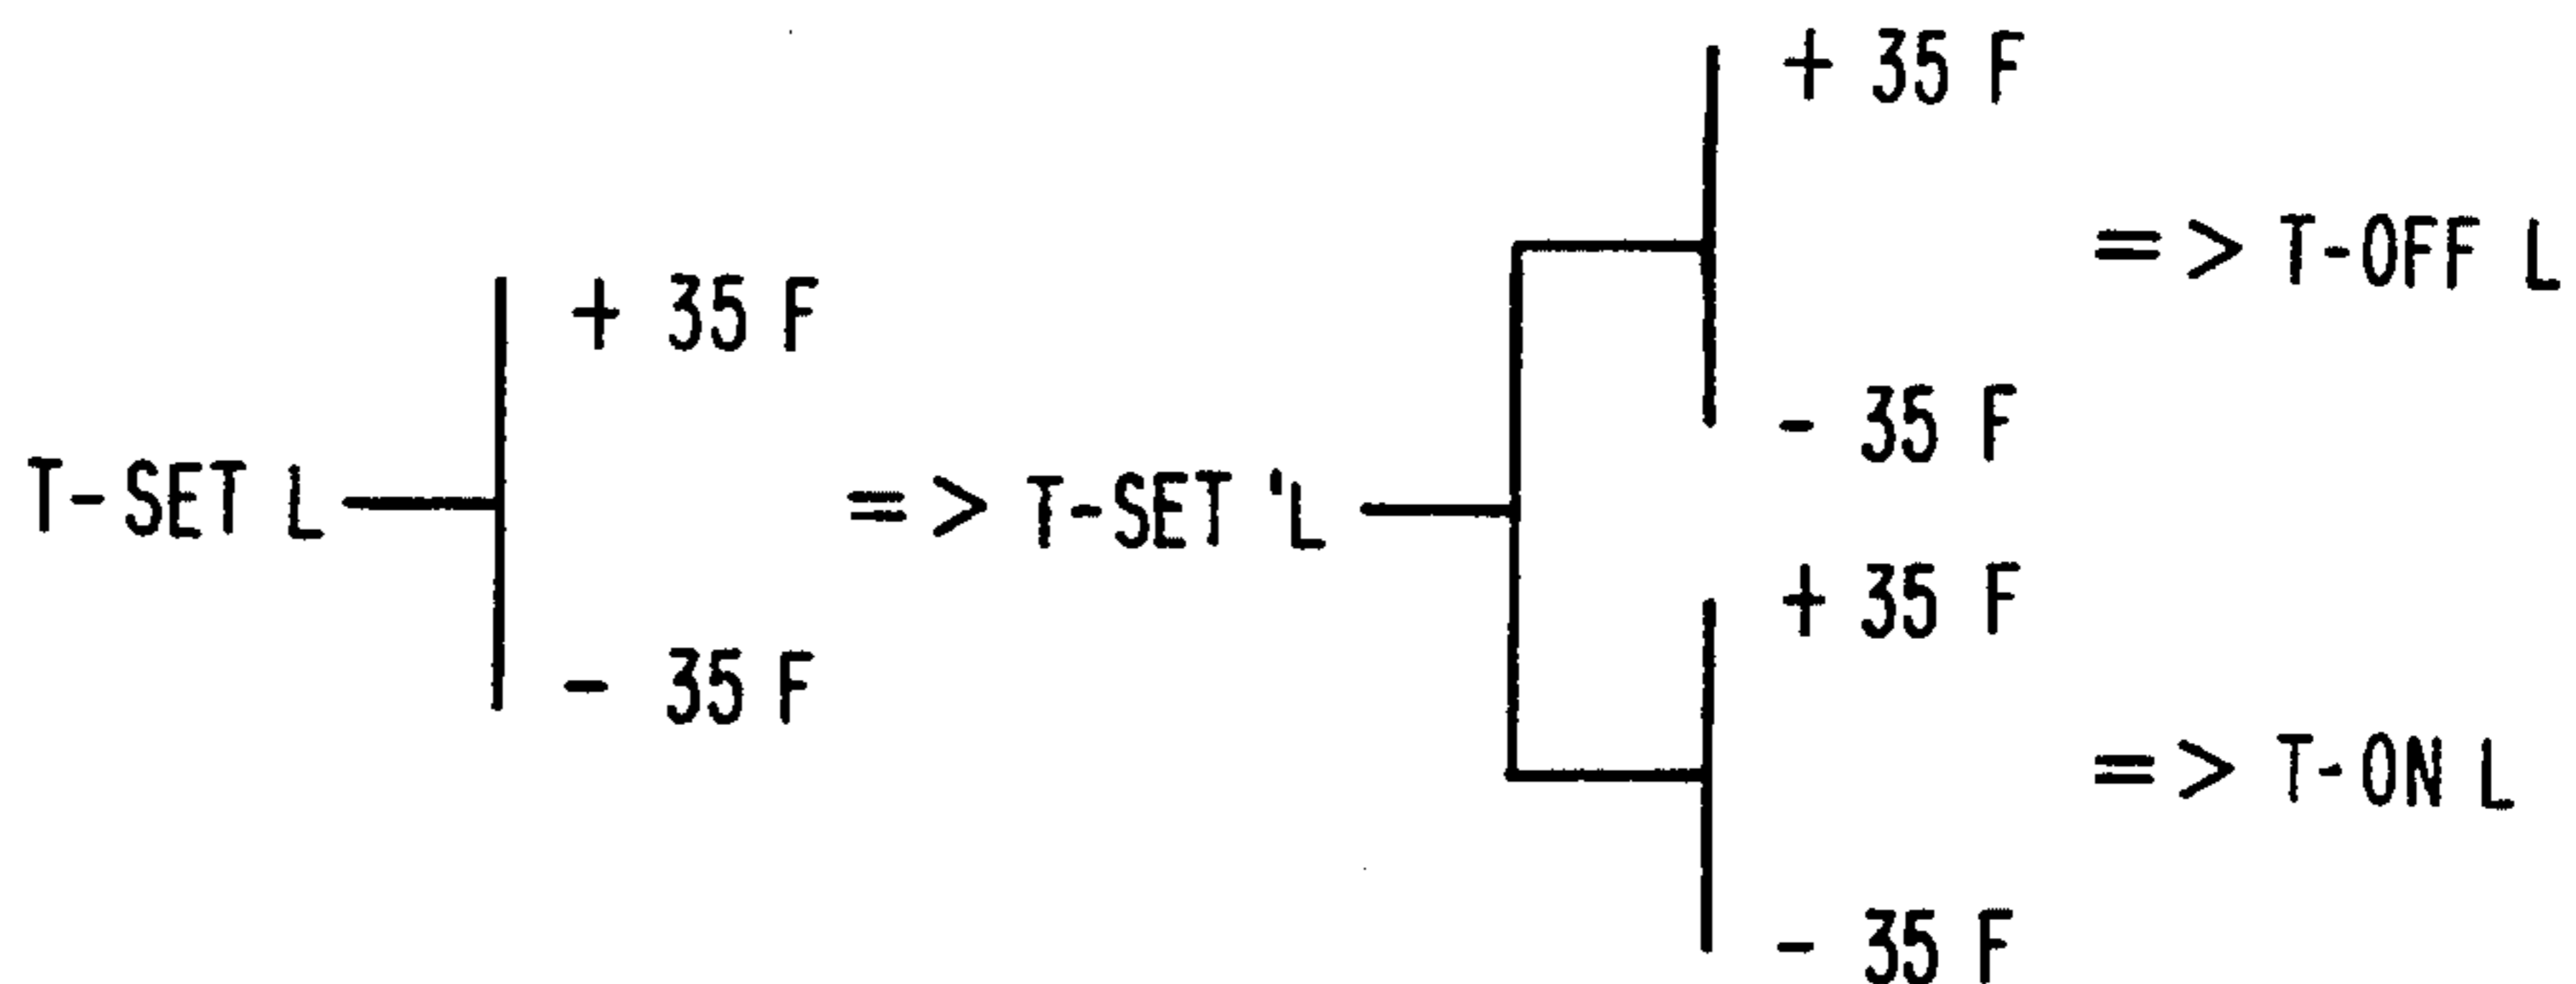 + 35 F
=> T-OFF L
+ 35 F
- 35 F
T-SET L
=> T-SET 'L
+ 35 F
- 35 F
=> T-ON L
- 35 F